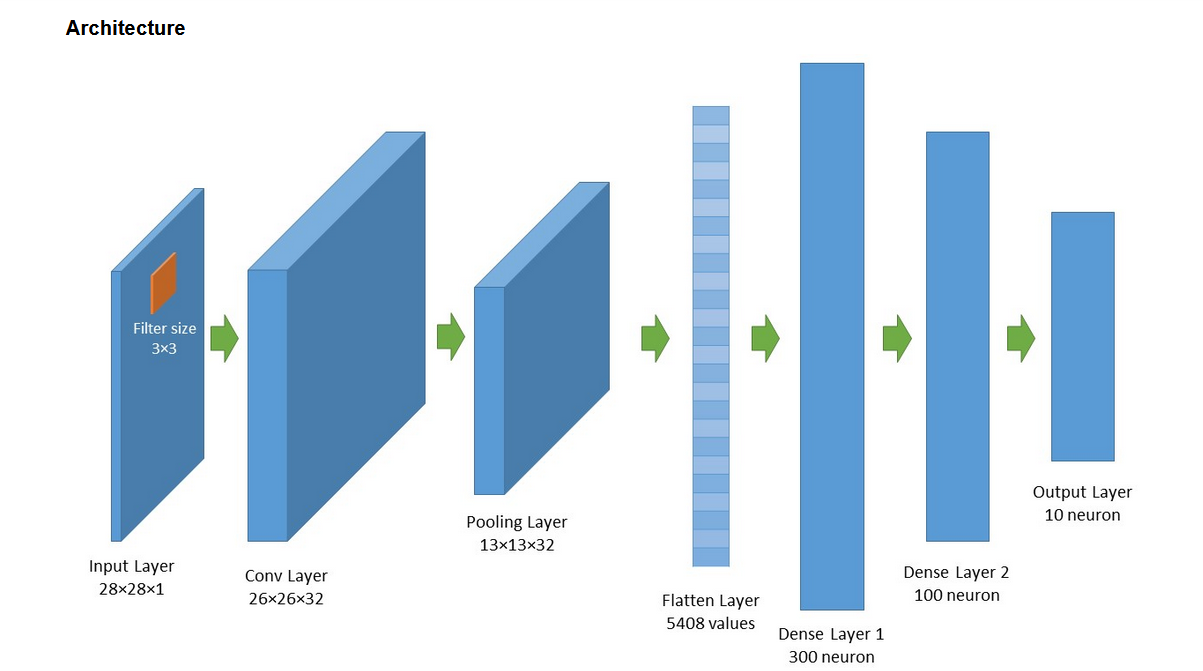 Architecture
Filter size
3×3
Input Layer
28×28×1
Conv Layer
26×26×32
Pooling Layer
13×13×32
Flatten Layer
5408 values
Dense Layer 1
300 neuron
Dense Layer 2
100 neuron
Output Layer
10 neuron